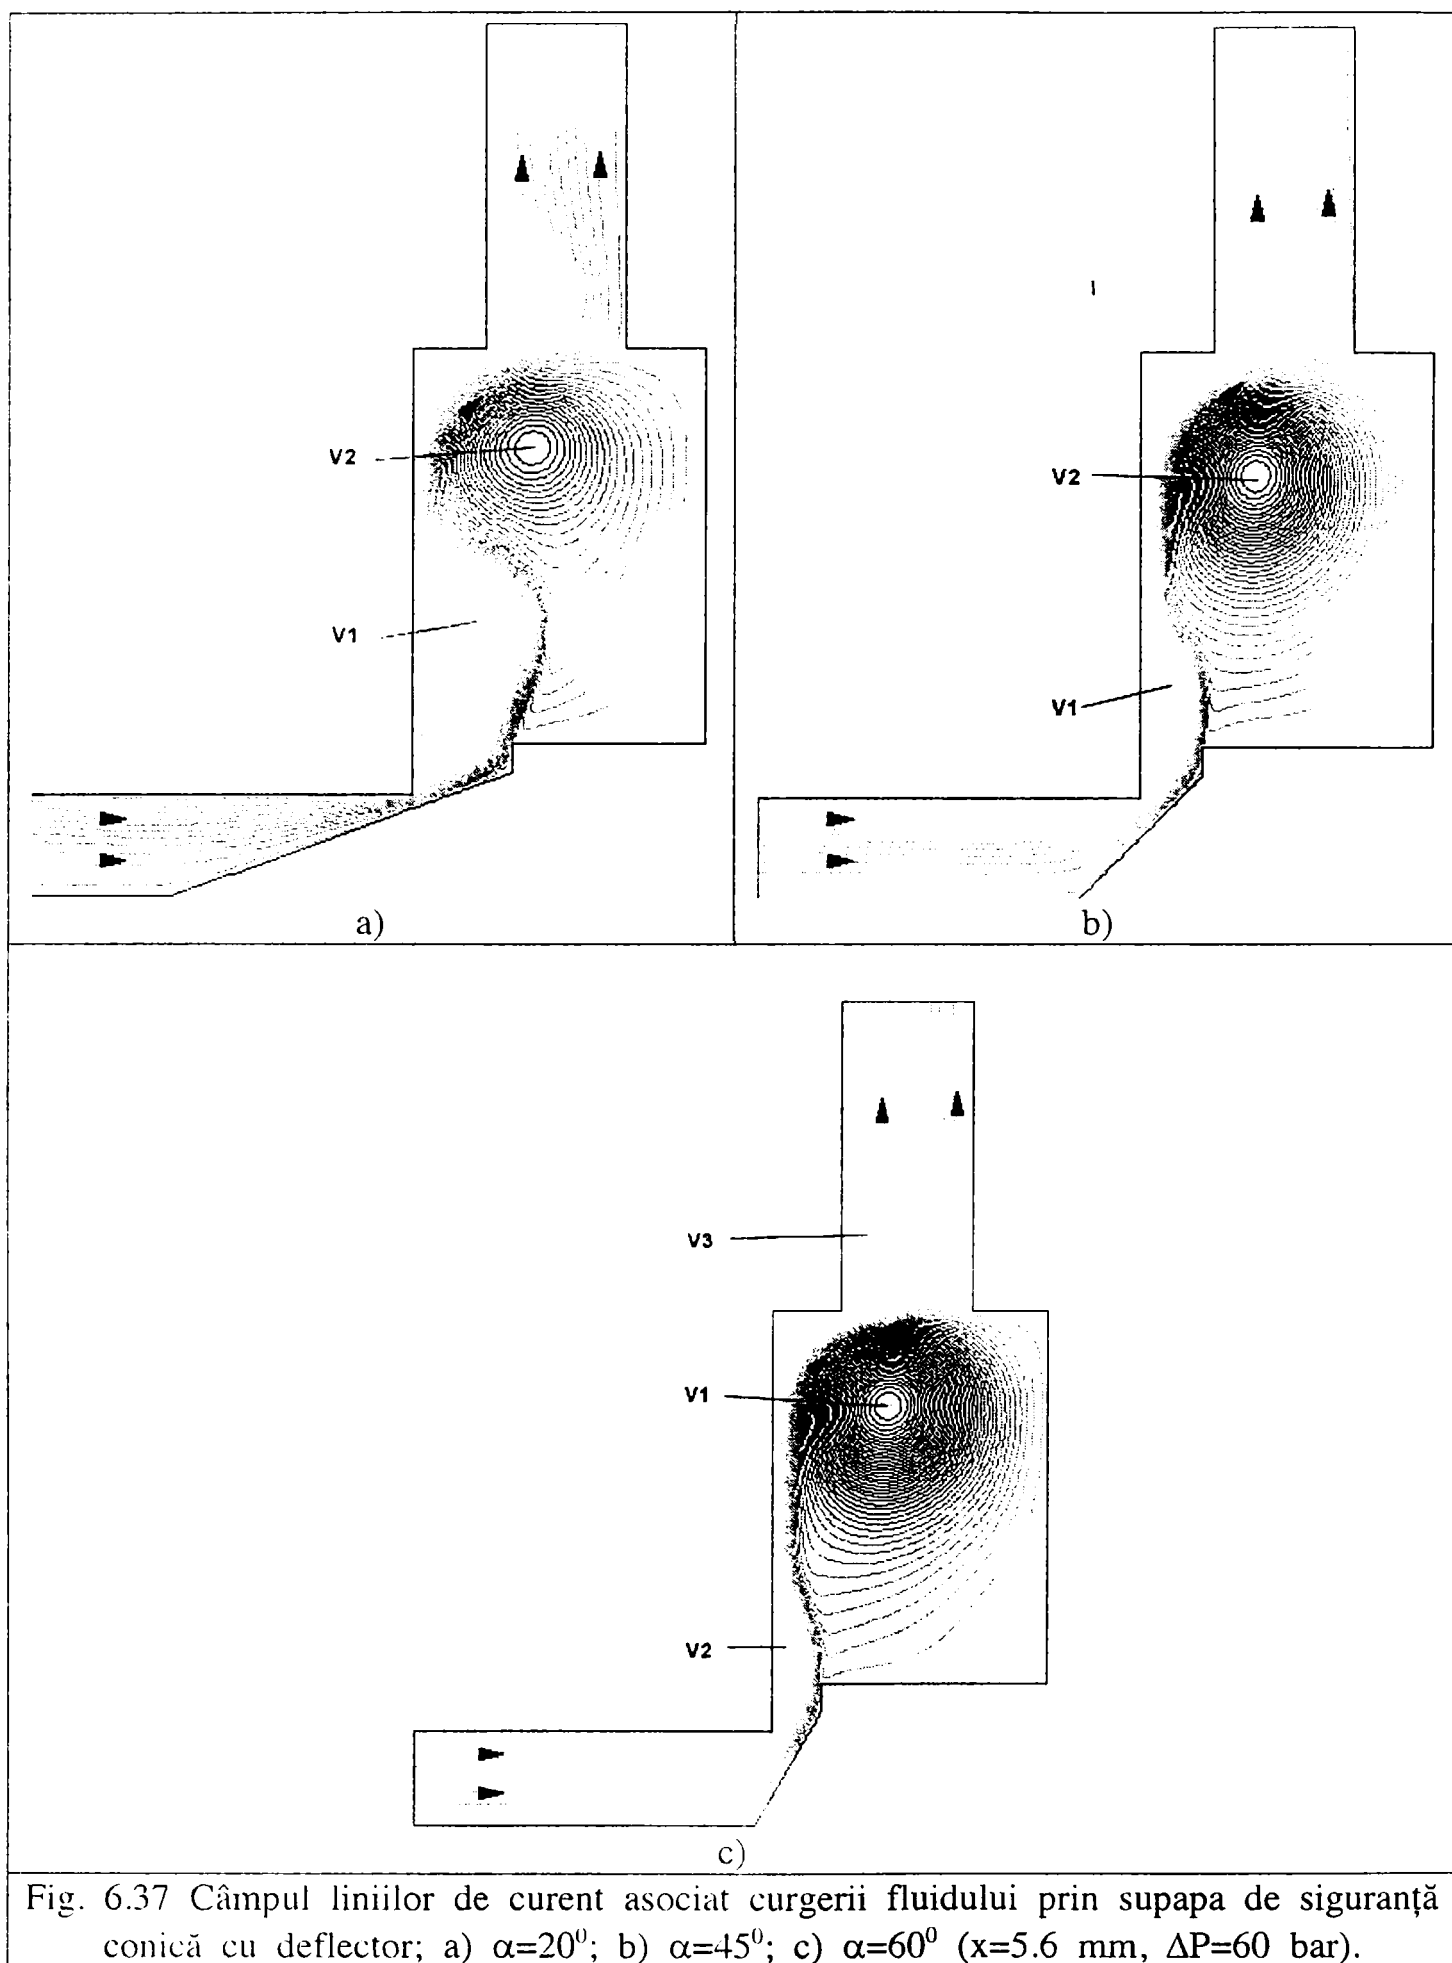 V2
V1
a)
V2
V1
b)
V3
V1
V2
c)
Fig. 6.37 Câmpul liniilor de curent asociat curgerii fluidului prin supapa de siguranță
conică cu deflector; a) α=20⁰; b) α=45⁰; c) α=60⁰ (x=5.6 mm, ΔP=60 bar).